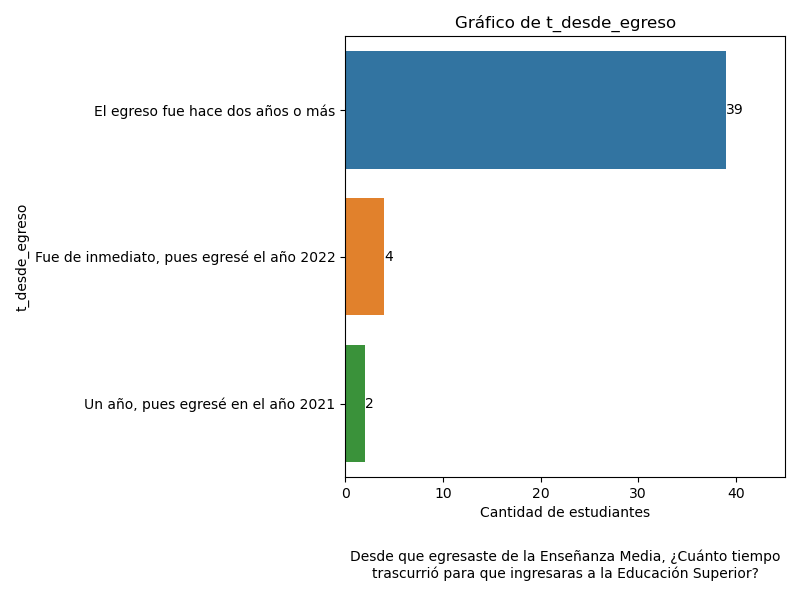 Gráfico de t_desde_egreso
El egreso fue hace dos años o más
39
Fue de inmediato, pues egresé el año 2022
4
Un año, pues egresé en el año 2021
2
t_desde_egreso
0 10 20 30 40
Cantidad de estudiantes
Desde que egresaste de la Enseñanza Media, ¿Cuánto tiempo
trascurrió para que ingresaras a la Educación Superior?